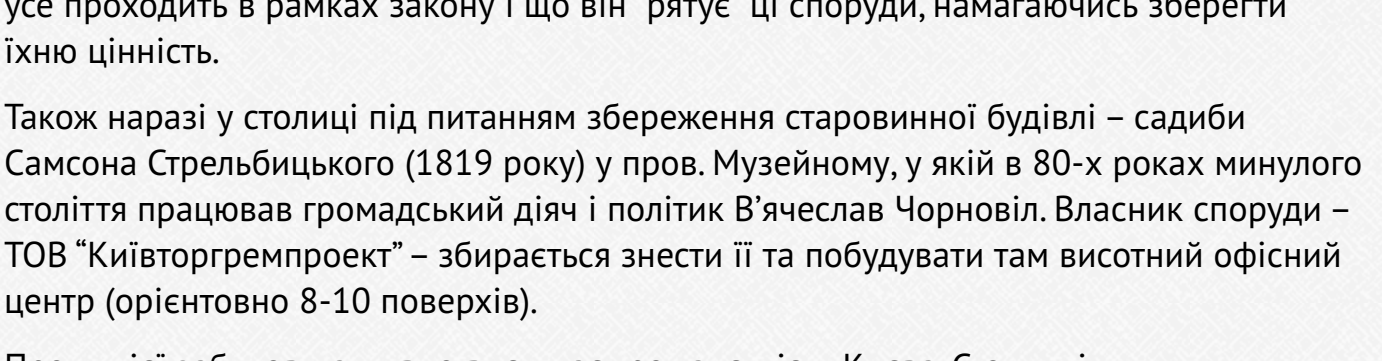 усе проходить в рамках закону і що він "рятує" ці споруди, намагаючись зберегти
їхню цінність.
Також наразі у столиці під питанням збереження старовинної будівлі – садиби
Самсона Стрельбицького (1819 року) у пров. Музейному, у якій в 80-х роках минулого
століття працював громадський діяч і політик В’ячеслав Чорновіл. Власник споруди –
ТОВ “Київторгремпроект” – збирається знести її та побудувати там висотний офісний
центр (орієнтовно 8-10 поверхів).